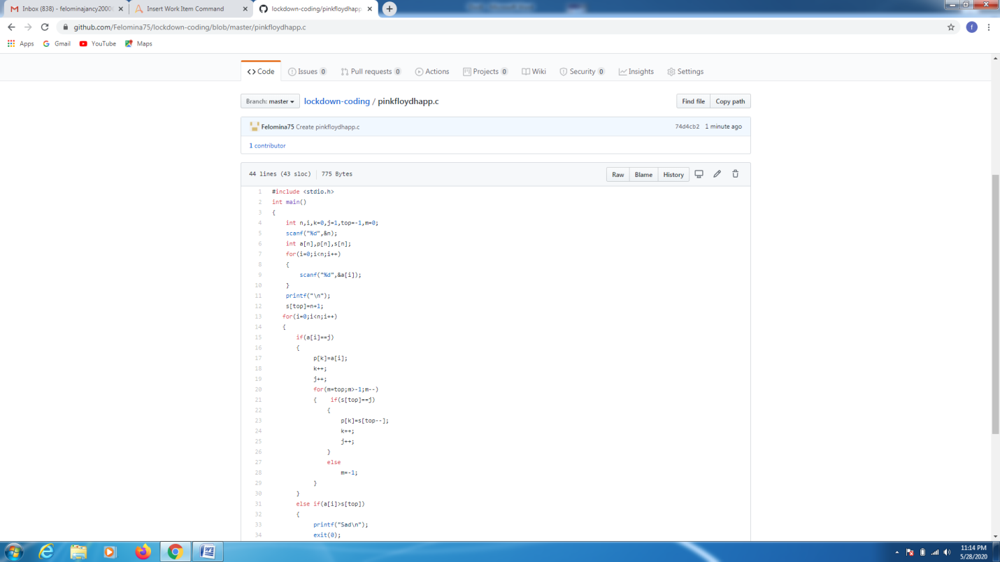 Inbox (838) - felominajancy2000
Insert Work Item Command
lockdown-coding/pinkfloydhapp
github.com/Felomina75/lockdown-coding/blob/master/pinkfloydhapp.c
f
Apps Gmail YouTube Maps
<> Code Issues 0 Pull requests 0 Actions Projects 0 Wiki Security 0 Insights Settings
Branch: master lockdown-coding / pinkfloydhapp.c Find file Copy path
Felomina75 Create pinkfloydhapp.c 74d4cb2 1 minute ago
1 contributor
44 lines (43 sloc) 775 Bytes Raw Blame History
1 #include <stdio.h>
2 int main()
3 {
4 int n,i,k=0,j=1,top=-1,m=0;
5 scanf("%d",&n);
6 int a[n],p[n],s[n];
7 for(i=0;i<n;i++)
8 {
9 scanf("%d",&a[i]);
10 }
11 printf("\n");
12 s[top]=n+1;
13 for(i=0;i<n;i++)
14 {
15 if(a[i]==j)
16 {
17 p[k]=a[i];
18 k++;
19 j++;
20 for(m=top;m>-1;m--)
21 { if(s[top]==j)
22 {
23 p[k]=s[top--];
24 k++;
25 j++;
26 }
27 else
28 m=-1;
29 }
30 }
31 else if(a[i]>s[top])
32 {
33 printf("Sad\n");
34 exit(0);
11:14 PM
5/28/2020